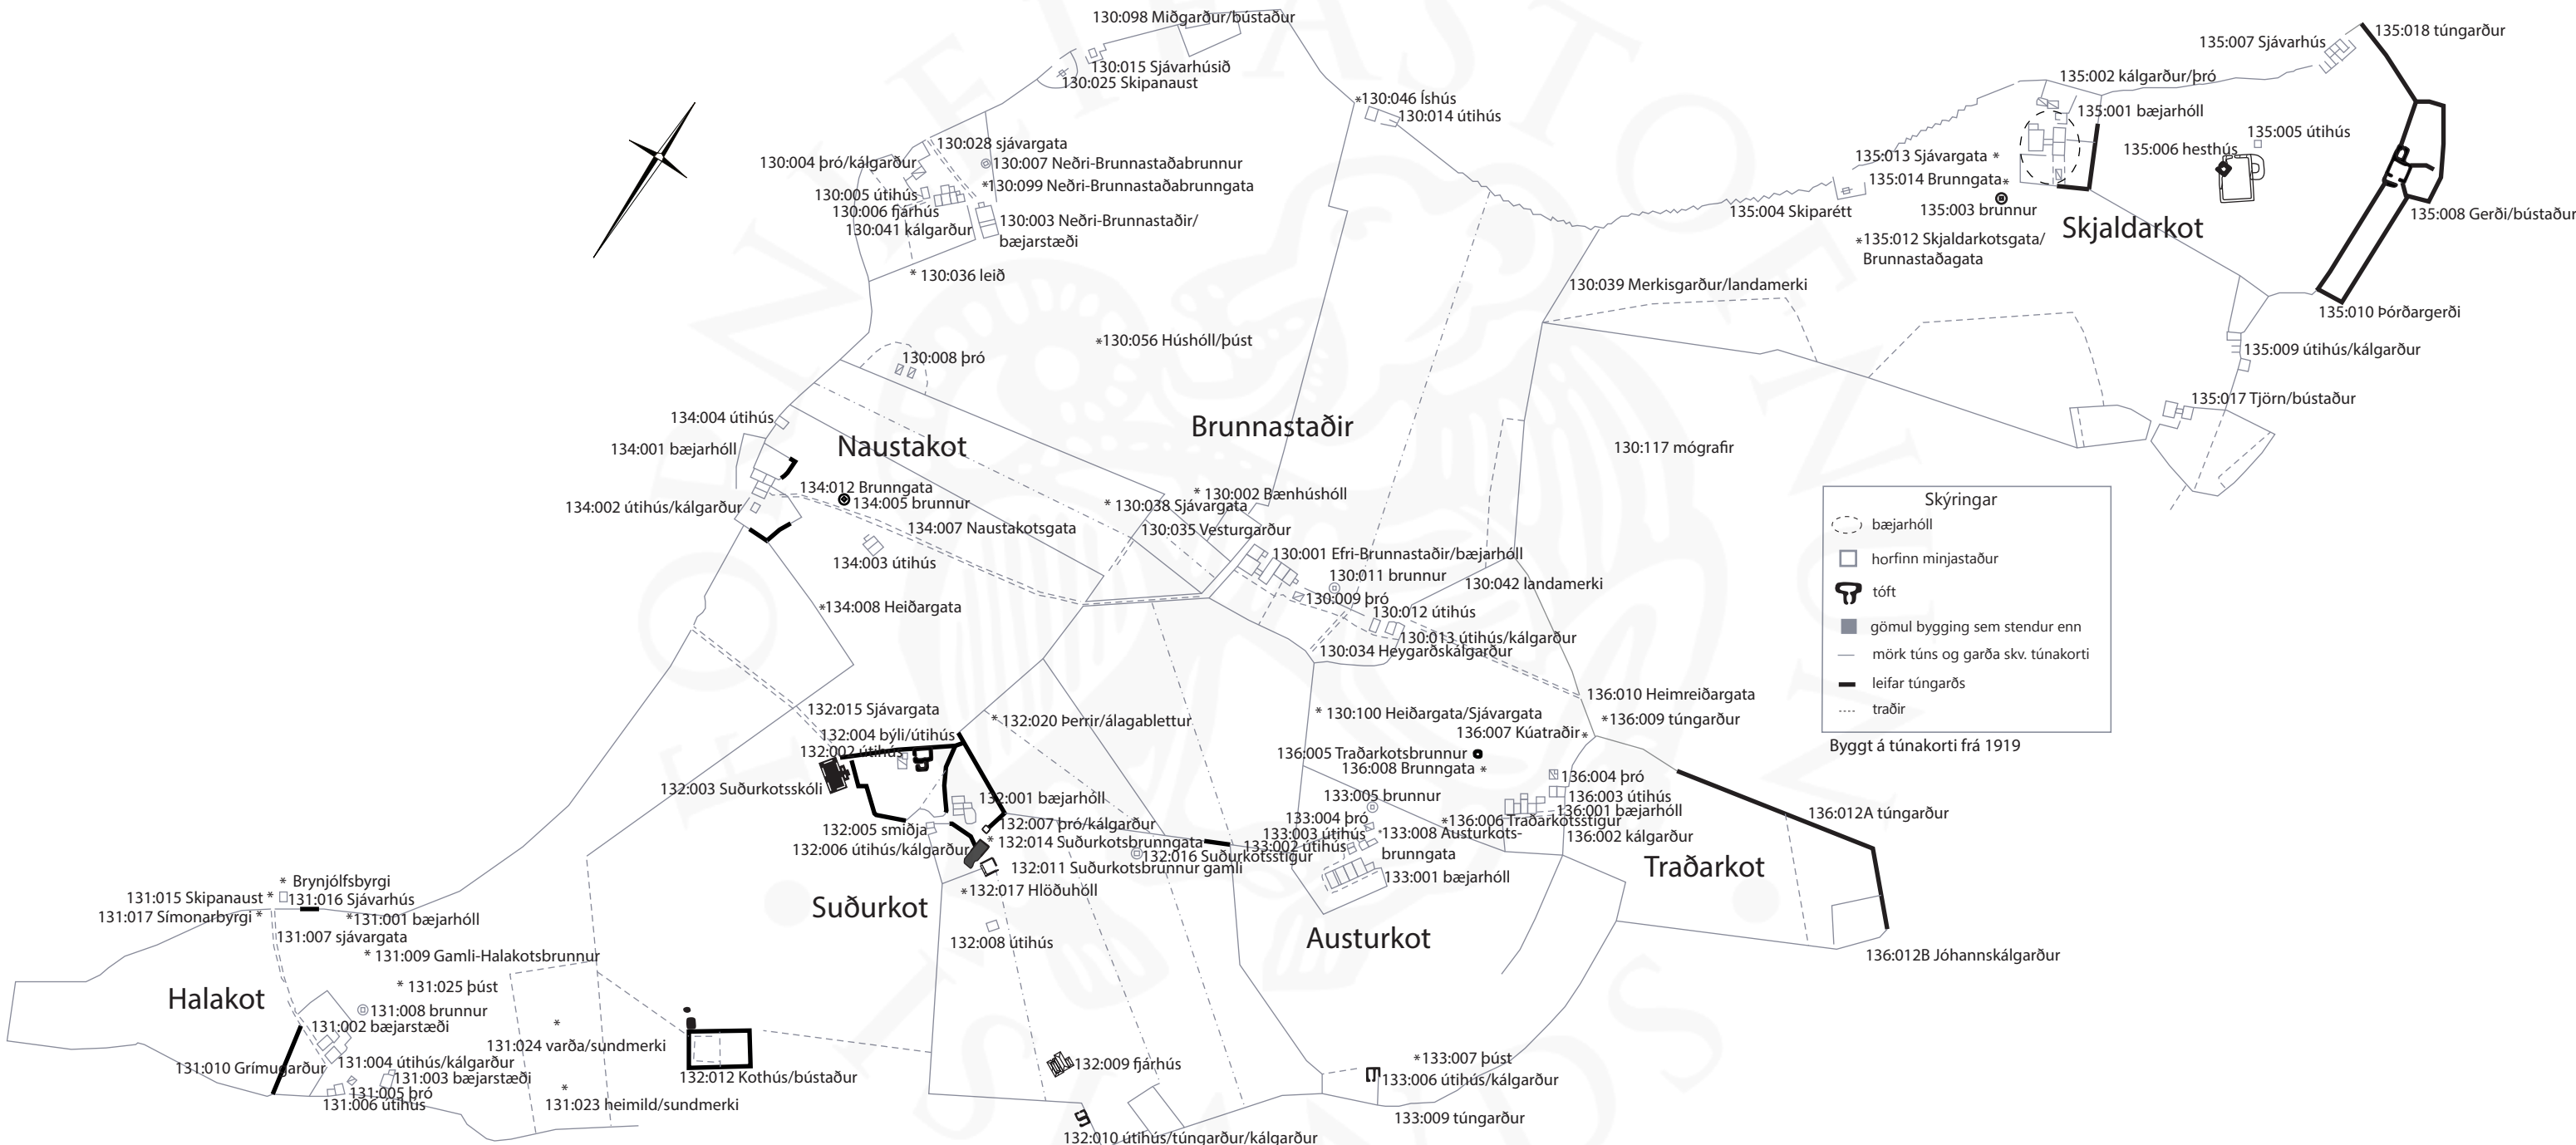 130:098 Miðgarður/bústaður
130:015 Sjávarhúsið
130:025 Skipanaust
130:046 Íshús
130:014 útihús
130:028 sjávargata
130:004 þró/kálgarður
130:007 Neðri-Brunnastaðabrunnur
130:099 Neðri-Brunnastaðabrunngata
130:005 útihús
130:006 fjárhús
130:041 kálgarður
130:003 Neðri-Brunnastaðir/
bæjarstæði
130:036 leið
130:056 Húshóll/þúst
130:008 þró
135:018 túngarður
135:007 Sjávarhús
135:002 kálgarður/þró
135:001 bæjarhóll
135:005 útihús
135:006 hesthús
135:013 Sjávargata
135:014 Brunngata
135:004 Skiparétt
135:003 brunnur
135:008 Gerði/bústaður
Skjaldarkot
135:012 Skjaldarkotsgata/
Brunnastaðagata
130:039 Merkisgarður/landamerki
135:010 Þórðargerði
135:009 útihús/kálgarður
135:017 Tjörn/bústaður
134:004 útihús
134:001 bæjarhóll
Naustakot
Brunnastaðir
130:117 mógrafir
134:012 Brunngata
134:005 brunnur
134:002 útihús/kálgarður
134:007 Naustakotsgata
134:003 útihús
134:008 Heiðargata
130:002 Bænhúshóll
130:038 Sjávargata
130:035 Vesturgarður
130:001 Efri-Brunnastaðir/bæjarhóll
130:011 brunnur
130:042 landamerki
130:009 þró
130:012 útihús
130:013 útihús/kálgarður
130:034 Heygarðskálgarður
Skýringar
bæjarhóll
horfinn minjastaður
tóft
gömul bygging sem stendur enn
mörk túns og garða skv. túnakorti
leifar túngarðs
traðir
Byggt á túnakorti frá 1919
136:010 Heimreiðargata
130:100 Heiðargata/Sjávargata
136:009 túngarður
136:007 Kúatraðir
136:005 Traðarkotsbrunnur
136:008 Brunngata
136:004 þró
136:003 útihús
136:001 bæjarhóll
136:006 Traðarkotsstígur
136:002 kálgarður
136:012A túngarður
Traðarkot
136:012B Jóhannskálgarður
132:015 Sjávargata
132:020 Þerrir/álagablettur
132:004 býli/útihús
132:002 útihús
132:003 Suðurkotsskóli
132:001 bæjarhóll
132:005 smiðja
132:007 þró/kálgarður
132:006 útihús/kálgarður
132:014 Suðurkotsbrunngata
132:016 Suðurkotsstígur
132:011 Suðurkotsbrunnur gamli
132:017 Hlöðuhóll
Suðurkot
132:008 útihús
133:005 brunnur
133:004 þró
133:003 útihús
133:002 útihús
133:008 Austurkots-
brunngata
133:001 bæjarhóll
Austurkot
Brynjólfsbyrgi
131:015 Skipanaust
131:016 Sjávarhús
131:017 Símonarbyrgi
131:001 bæjarhóll
131:007 sjávargata
131:009 Gamli-Halakotsbrunnur
131:025 þúst
Halakot
131:008 brunnur
131:002 bæjarstæði
131:024 varða/sundmerki
131:010 Grímugarður
131:004 útihús/kálgarður
131:003 bæjarstæði
131:005 þró
131:006 útihús
131:023 heimild/sundmerki
132:012 Kothús/bústaður
132:009 fjárhús
132:010 útihús/túngarður/kálgarður
133:007 þúst
133:006 útihús/kálgarður
133:009 túngarður